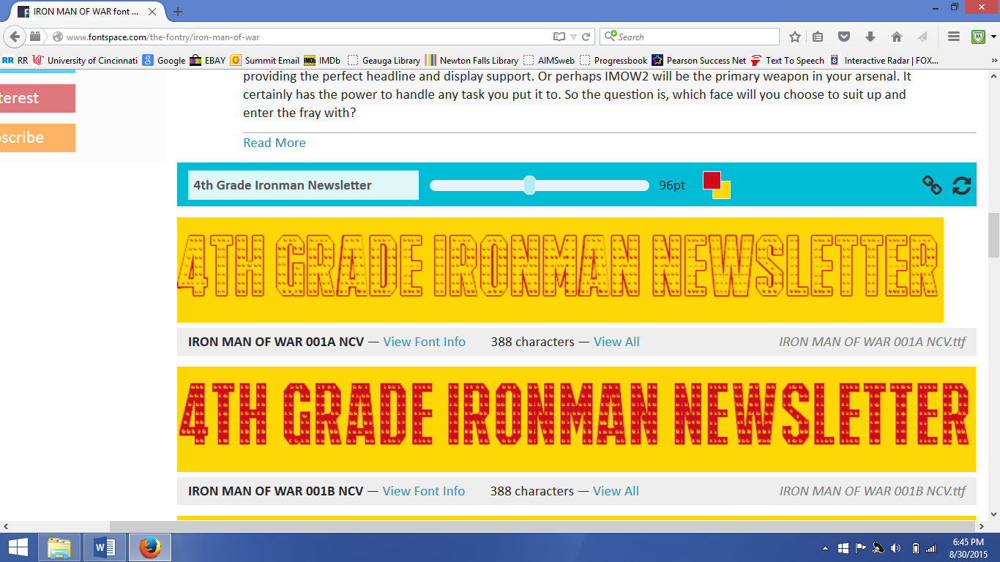 IRON MAN OF WAR font ...
www.fontspace.com/the-fontry/iron-man-of-war
Search
RR RR University of Cincinnati Google EBAY Summit Email IMDb Geauga Library Newton Falls Library AIMSweb Progressbook Pearson Success Net Text To Speech Interactive Radar | FOX...
providing the perfect headline and display support. Or perhaps IMOW2 will be the primary weapon in your arsenal. It
certainly has the power to handle any task you put it to. So the question is, which face will you choose to suit up and
enter the fray with?
terest
scribe
Read More
4th Grade Ironman Newsletter 96pt
4TH GRADE IRONMAN NEWSLETTER
IRON MAN OF WAR 001A NCV — View Font Info 388 characters — View All IRON MAN OF WAR 001A NCV.ttf
4TH GRADE IRONMAN NEWSLETTER
IRON MAN OF WAR 001B NCV — View Font Info 388 characters — View All IRON MAN OF WAR 001B NCV.ttf
6:45 PM
8/30/2015